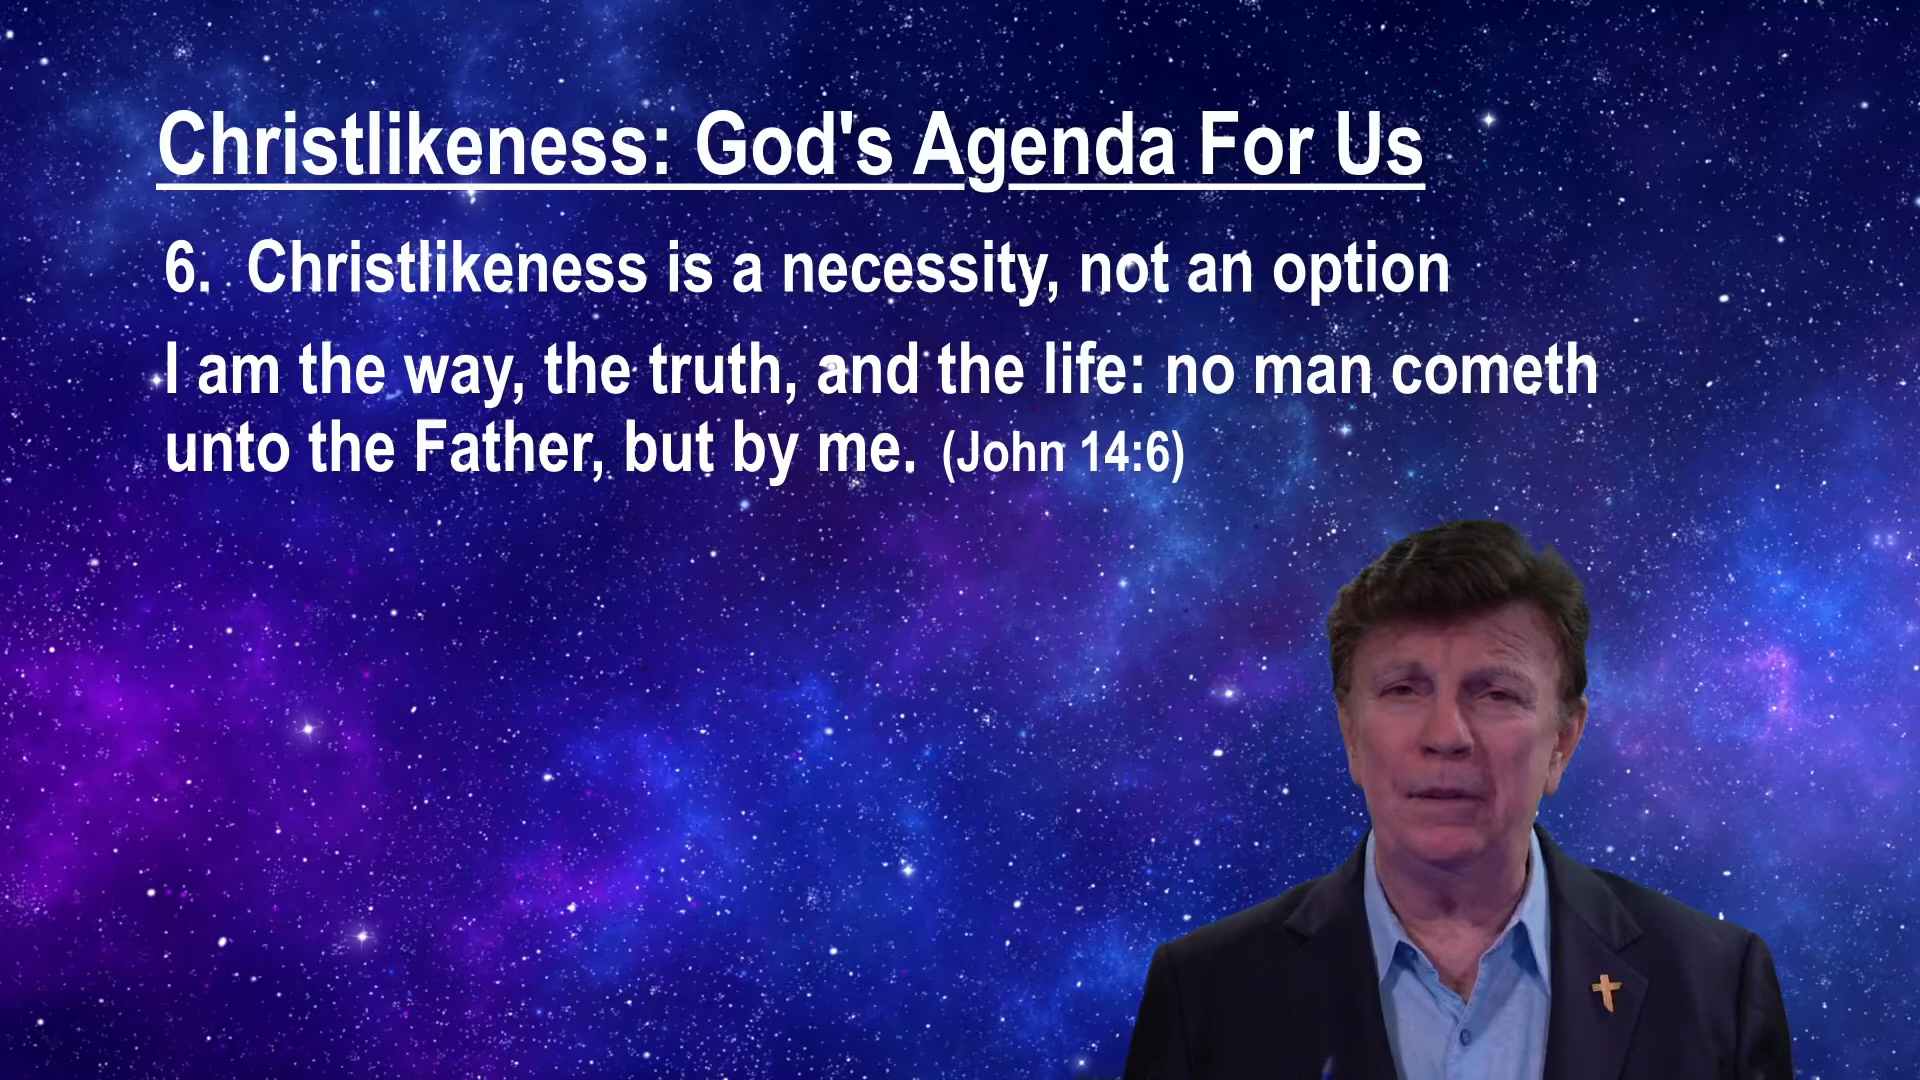 Christlikeness: God's Agenda For Us
6. Christlikeness is a necessity, not an option
I am the way, the truth, and the life: no man cometh
unto the Father, but by me. (John 14:6)